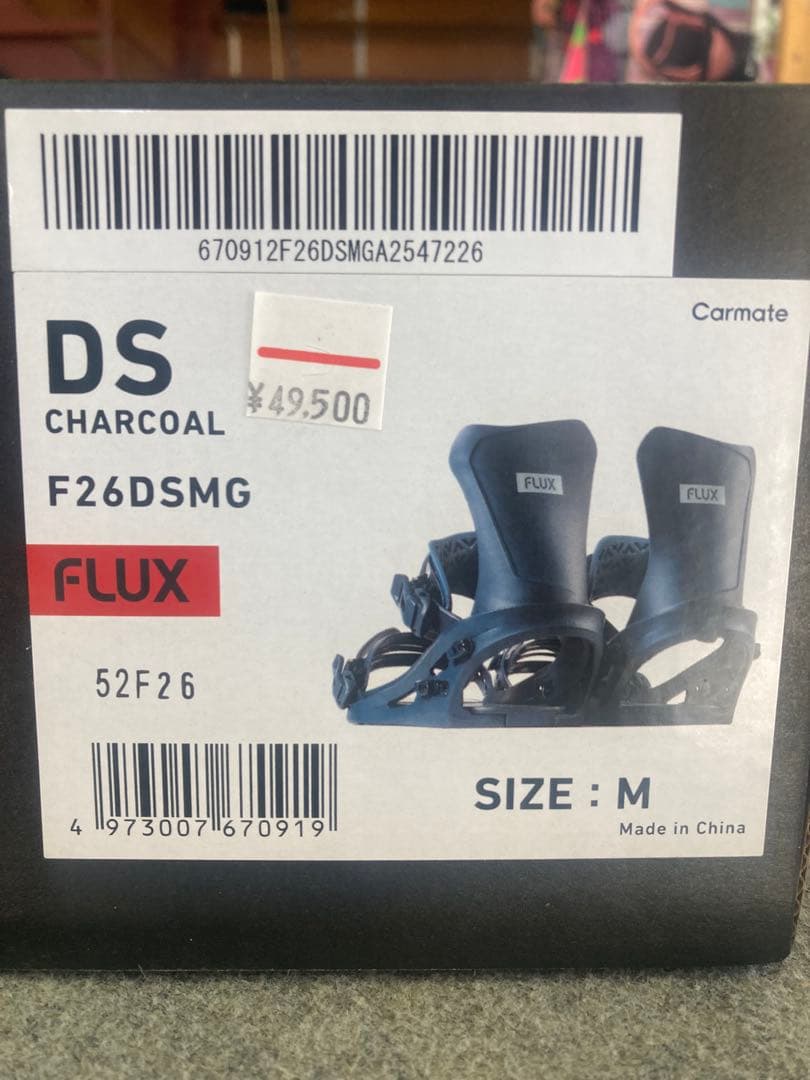 670912F26DSMGA2547226
Carmate
DS
¥49,500
CHARCOAL
F26DSMG
FLUX
FLUX
FLUX
52F26
4 973007 670919
SIZE : M
Made in China